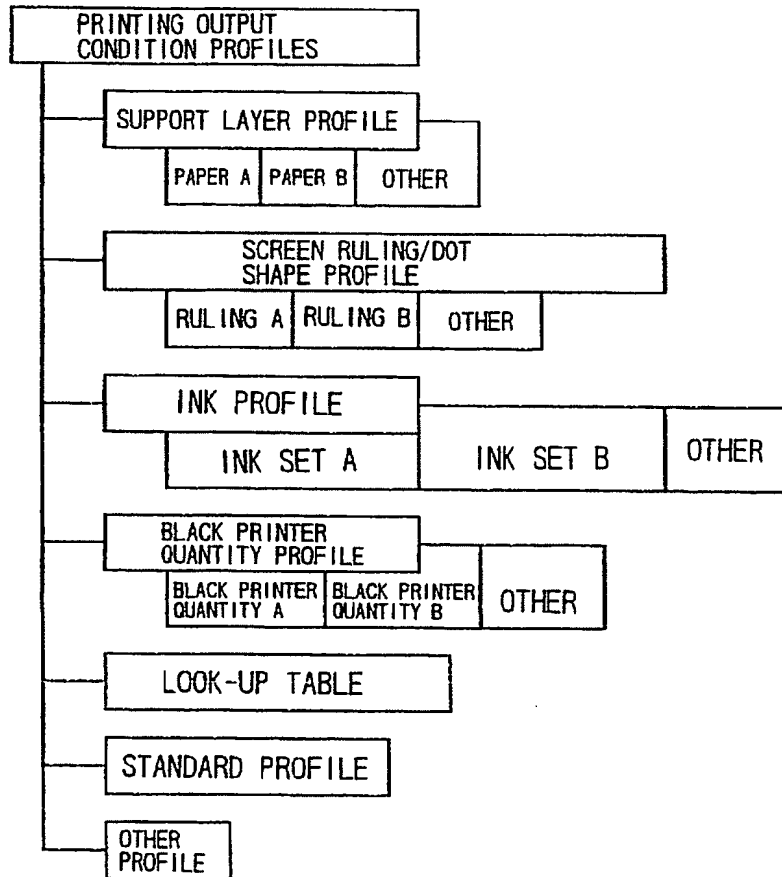 PRINTING OUTPUT
CONDITION PROFILES
SUPPORT LAYER PROFILE
PAPER A PAPER B OTHER
SCREEN RULING/DOT
SHAPE PROFILE
RULING A RULING B OTHER
INK PROFILE
INK SET A INK SET B OTHER
BLACK PRINTER
QUANTITY PROFILE
BLACK PRINTER
QUANTITY A
BLACK PRINTER
QUANTITY B
OTHER
LOOK-UP TABLE
STANDARD PROFILE
OTHER
PROFILE